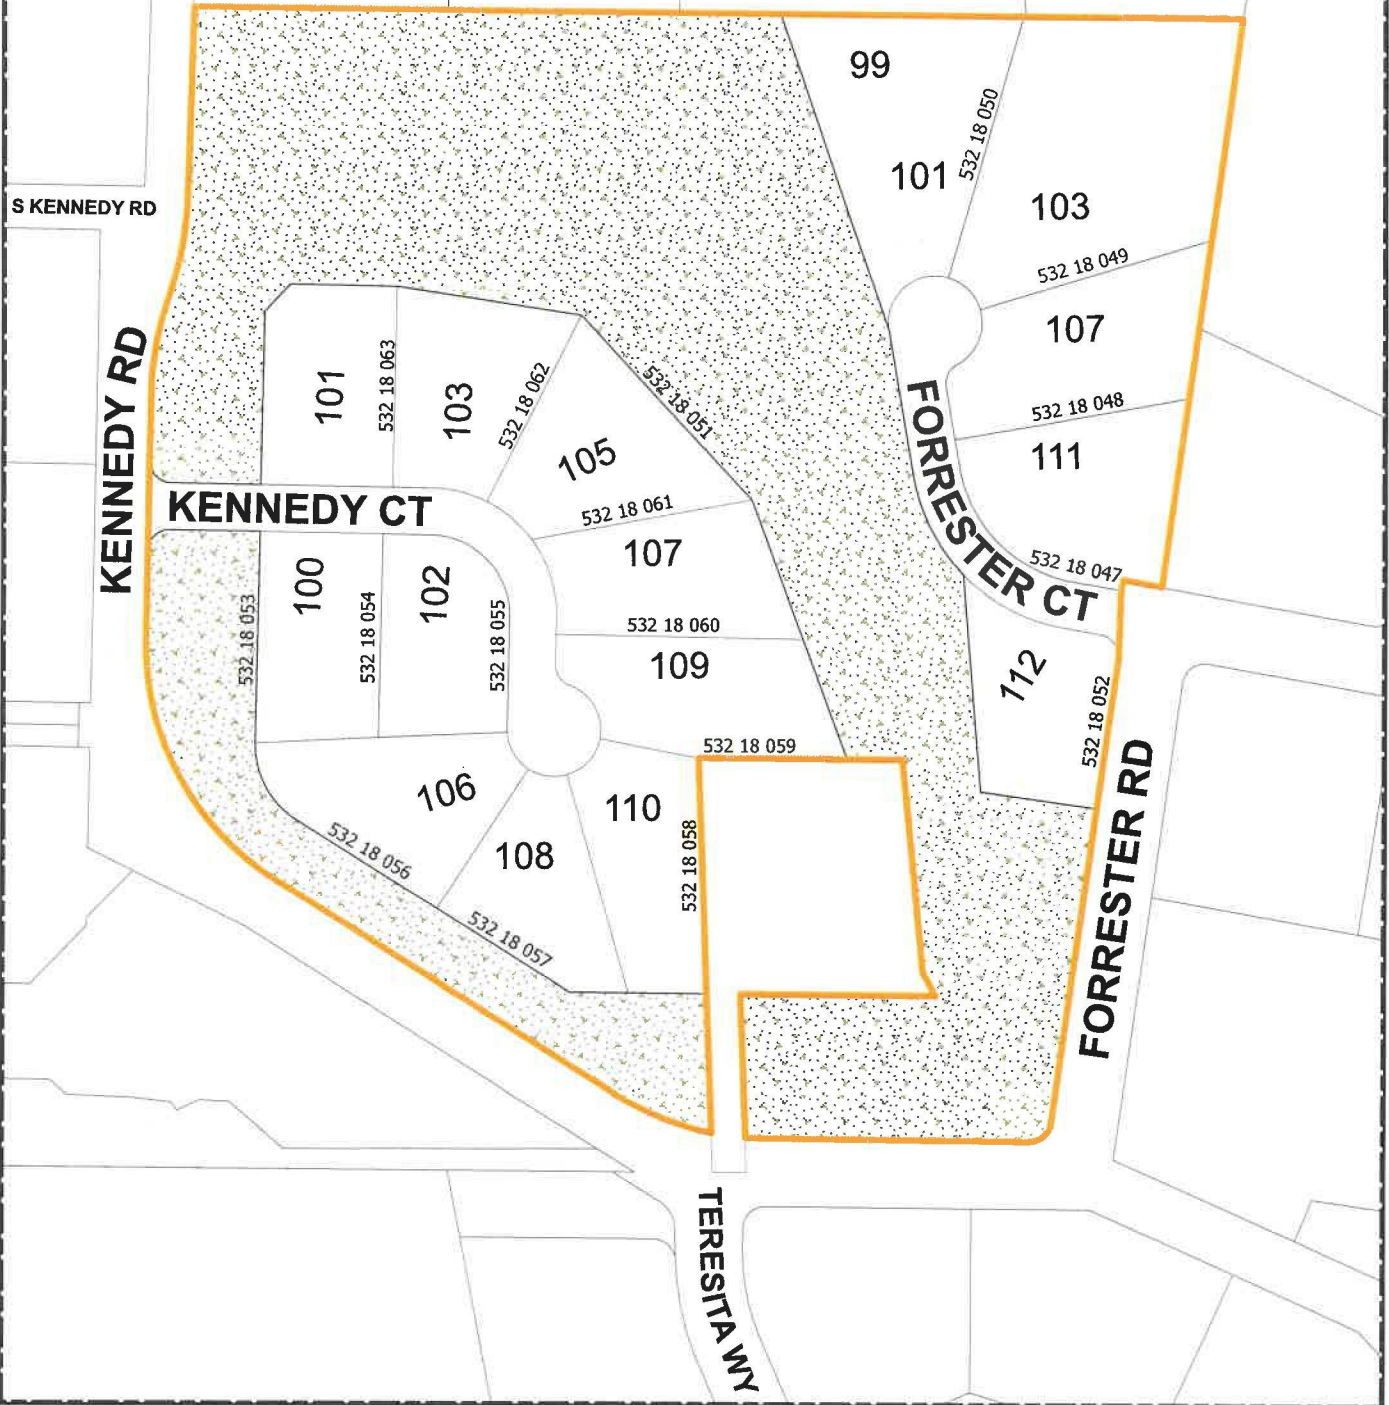 99
532 18 050
101
103
S KENNEDY RD
532 18 049
107
KENNEDY RD
101
532 18 063
103
532 18 062
532 18 051
105
532 18 048
111
FORRESTER CT
KENNEDY CT
532 18 061
107
532 18 047
532 18 053
100
532 18 054
102
532 18 055
532 18 060
109
112
532 18 052
532 18 059
FORRESTER RD
106
110
532 18 056
108
532 18 058
532 18 057
TERESITA WY